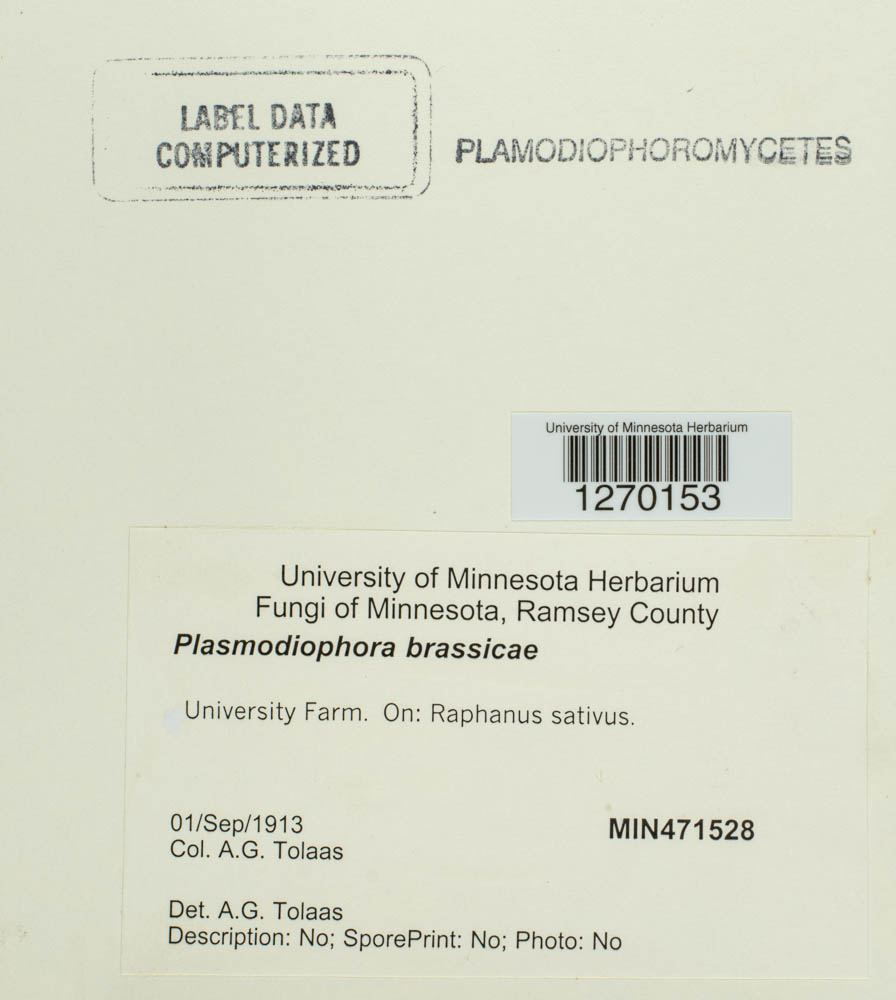 LABEL DATA
COMPUTERIZED
PLAMODIOPHOROMYCETES
University of Minnesota Herbarium
1270153
University of Minnesota Herbarium
Fungi of Minnesota, Ramsey County
Plasmodiophora brassicae
University Farm. On: Raphanus sativus.
01/Sep/1913
MIN471528
Col. A.G. Tolaas
Det. A.G. Tolaas
Description: No; SporePrint: No; Photo: No